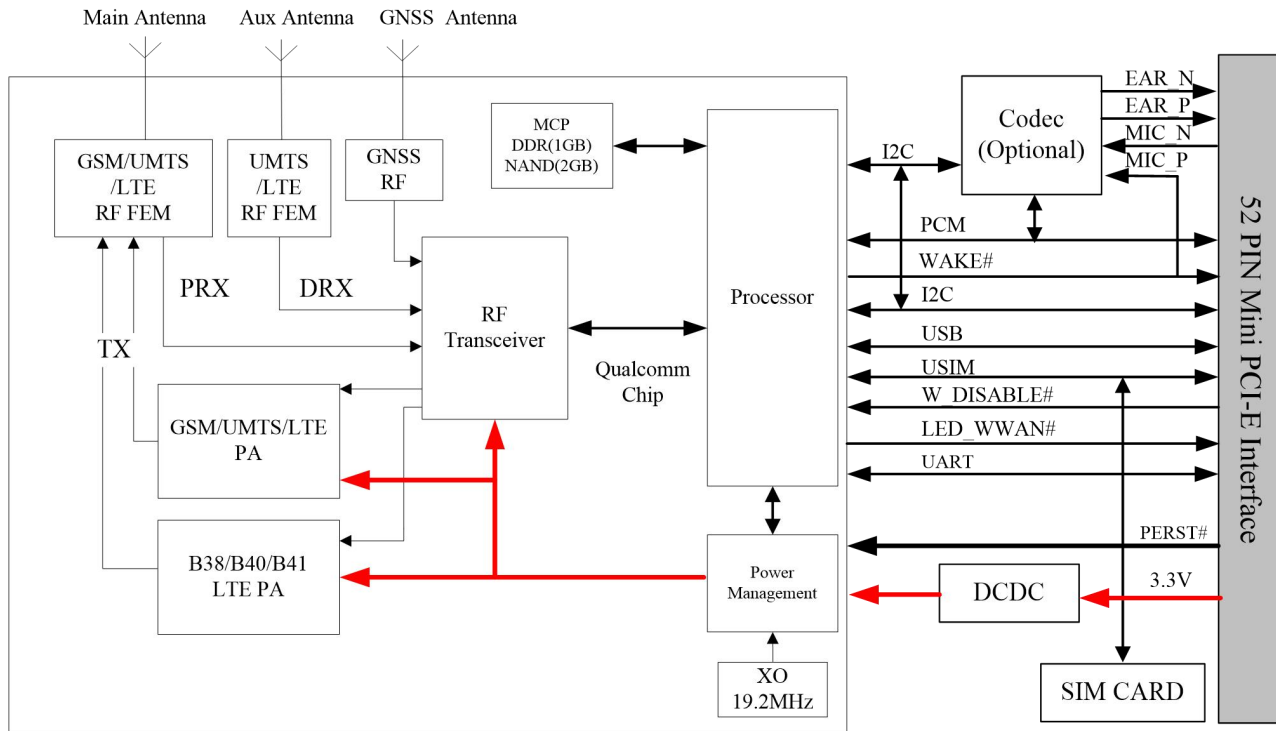 Main Antenna
Aux Antenna
GNSS Antenna
GSM/UMTS
/LTE
RF FEM
UMTS
/LTE
RF FEM
GNSS
RF
MCP
DDR(1GB)
NAND(2GB)
Processor
Codec
(Optional)
EAR_N
EAR_P
MIC_N
MIC_P
I2C
PCM
WAKE#
I2C
USB
USIM
W_DISABLE#
LED_WWAN#
UART
PERST#
3.3V
52 PIN Mini PCI-E Interface
PRX
DRX
TX
RF
Transceiver
Qualcomm
Chip
GSM/UMTS/LTE
PA
B38/B40/B41
LTE PA
Power
Management
DCDC
XO
19.2MHz
SIM CARD